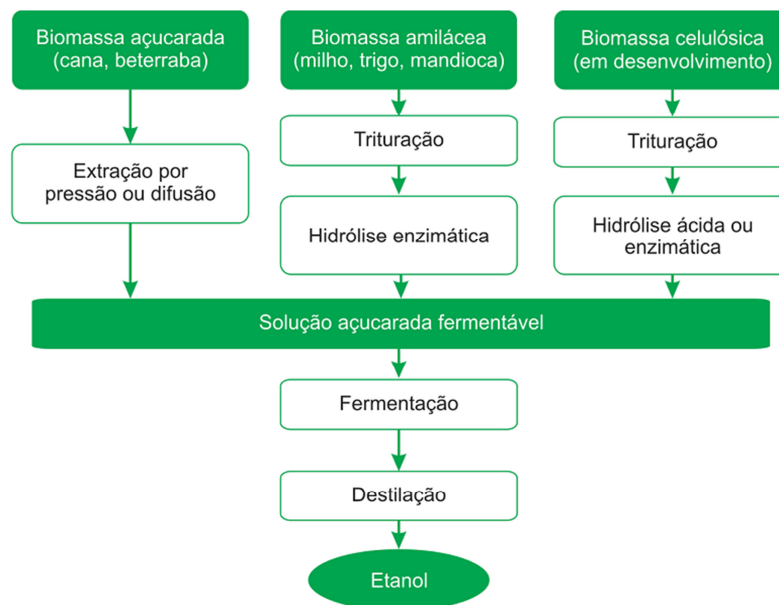 Biomassa açucarada
(cana, beterraba)
Biomassa amilácea
(milho, trigo, mandioca)
Biomassa celulósica
(em desenvolvimento)
Extração por
pressão ou difusão
Trituração
Trituração
Hidrólise enzimática
Hidrólise ácida ou
enzimática
Solução açucarada fermentável
Fermentação
Destilação
Etanol